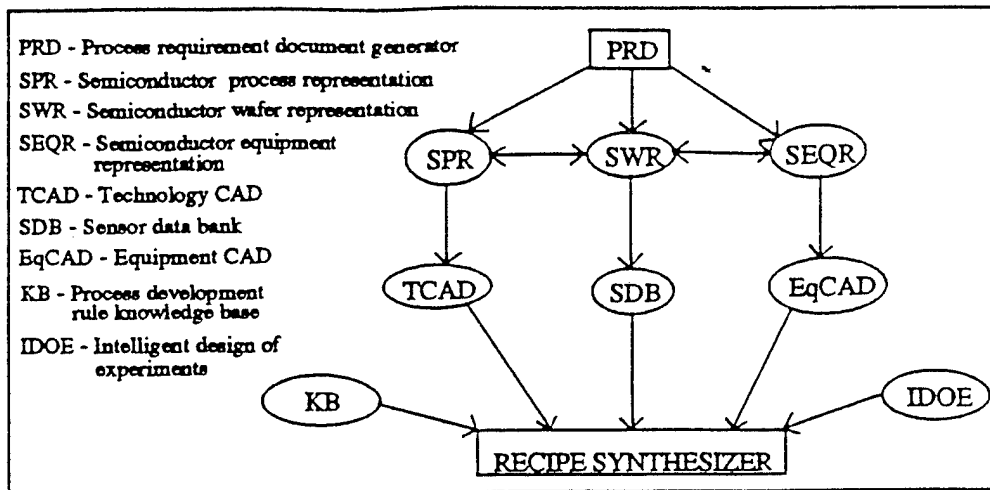 PRD - Process requirement document generator
SPR - Semiconductor process representation
SWR - Semiconductor wafer representation
SEQR - Semiconductor equipment
representation
TCAD - Technology CAD
SDB - Sensor data bank
EqCAD - Equipment CAD
KB - Process development
rule knowledge base
IDOE - Intelligent design of
experiments
PRD
SPR
SWR
SEQR
TCAD
SDB
EqCAD
KB
IDOE
RECIPE SYNTHESIZER